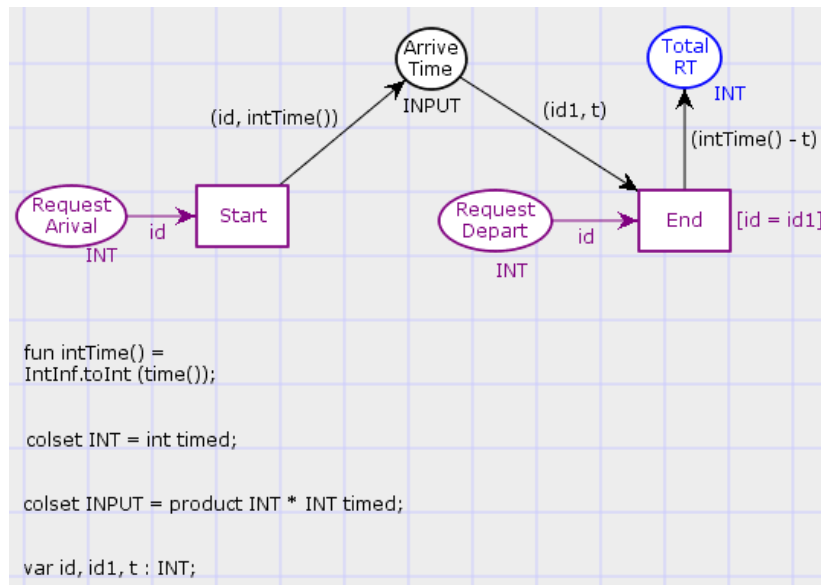 Arrive
Time
Total
RT
INPUT
INT
(id, intTime())
(id1, t)
(intTime() - t)
Request
Arival
id
Start
INT
Request
Depart
id
End
[id = id1]
INT
fun intTime() =
IntInf.toInt (time());
colset INT = int timed;
colset INPUT = product INT * INT timed;
var id, id1, t : INT;